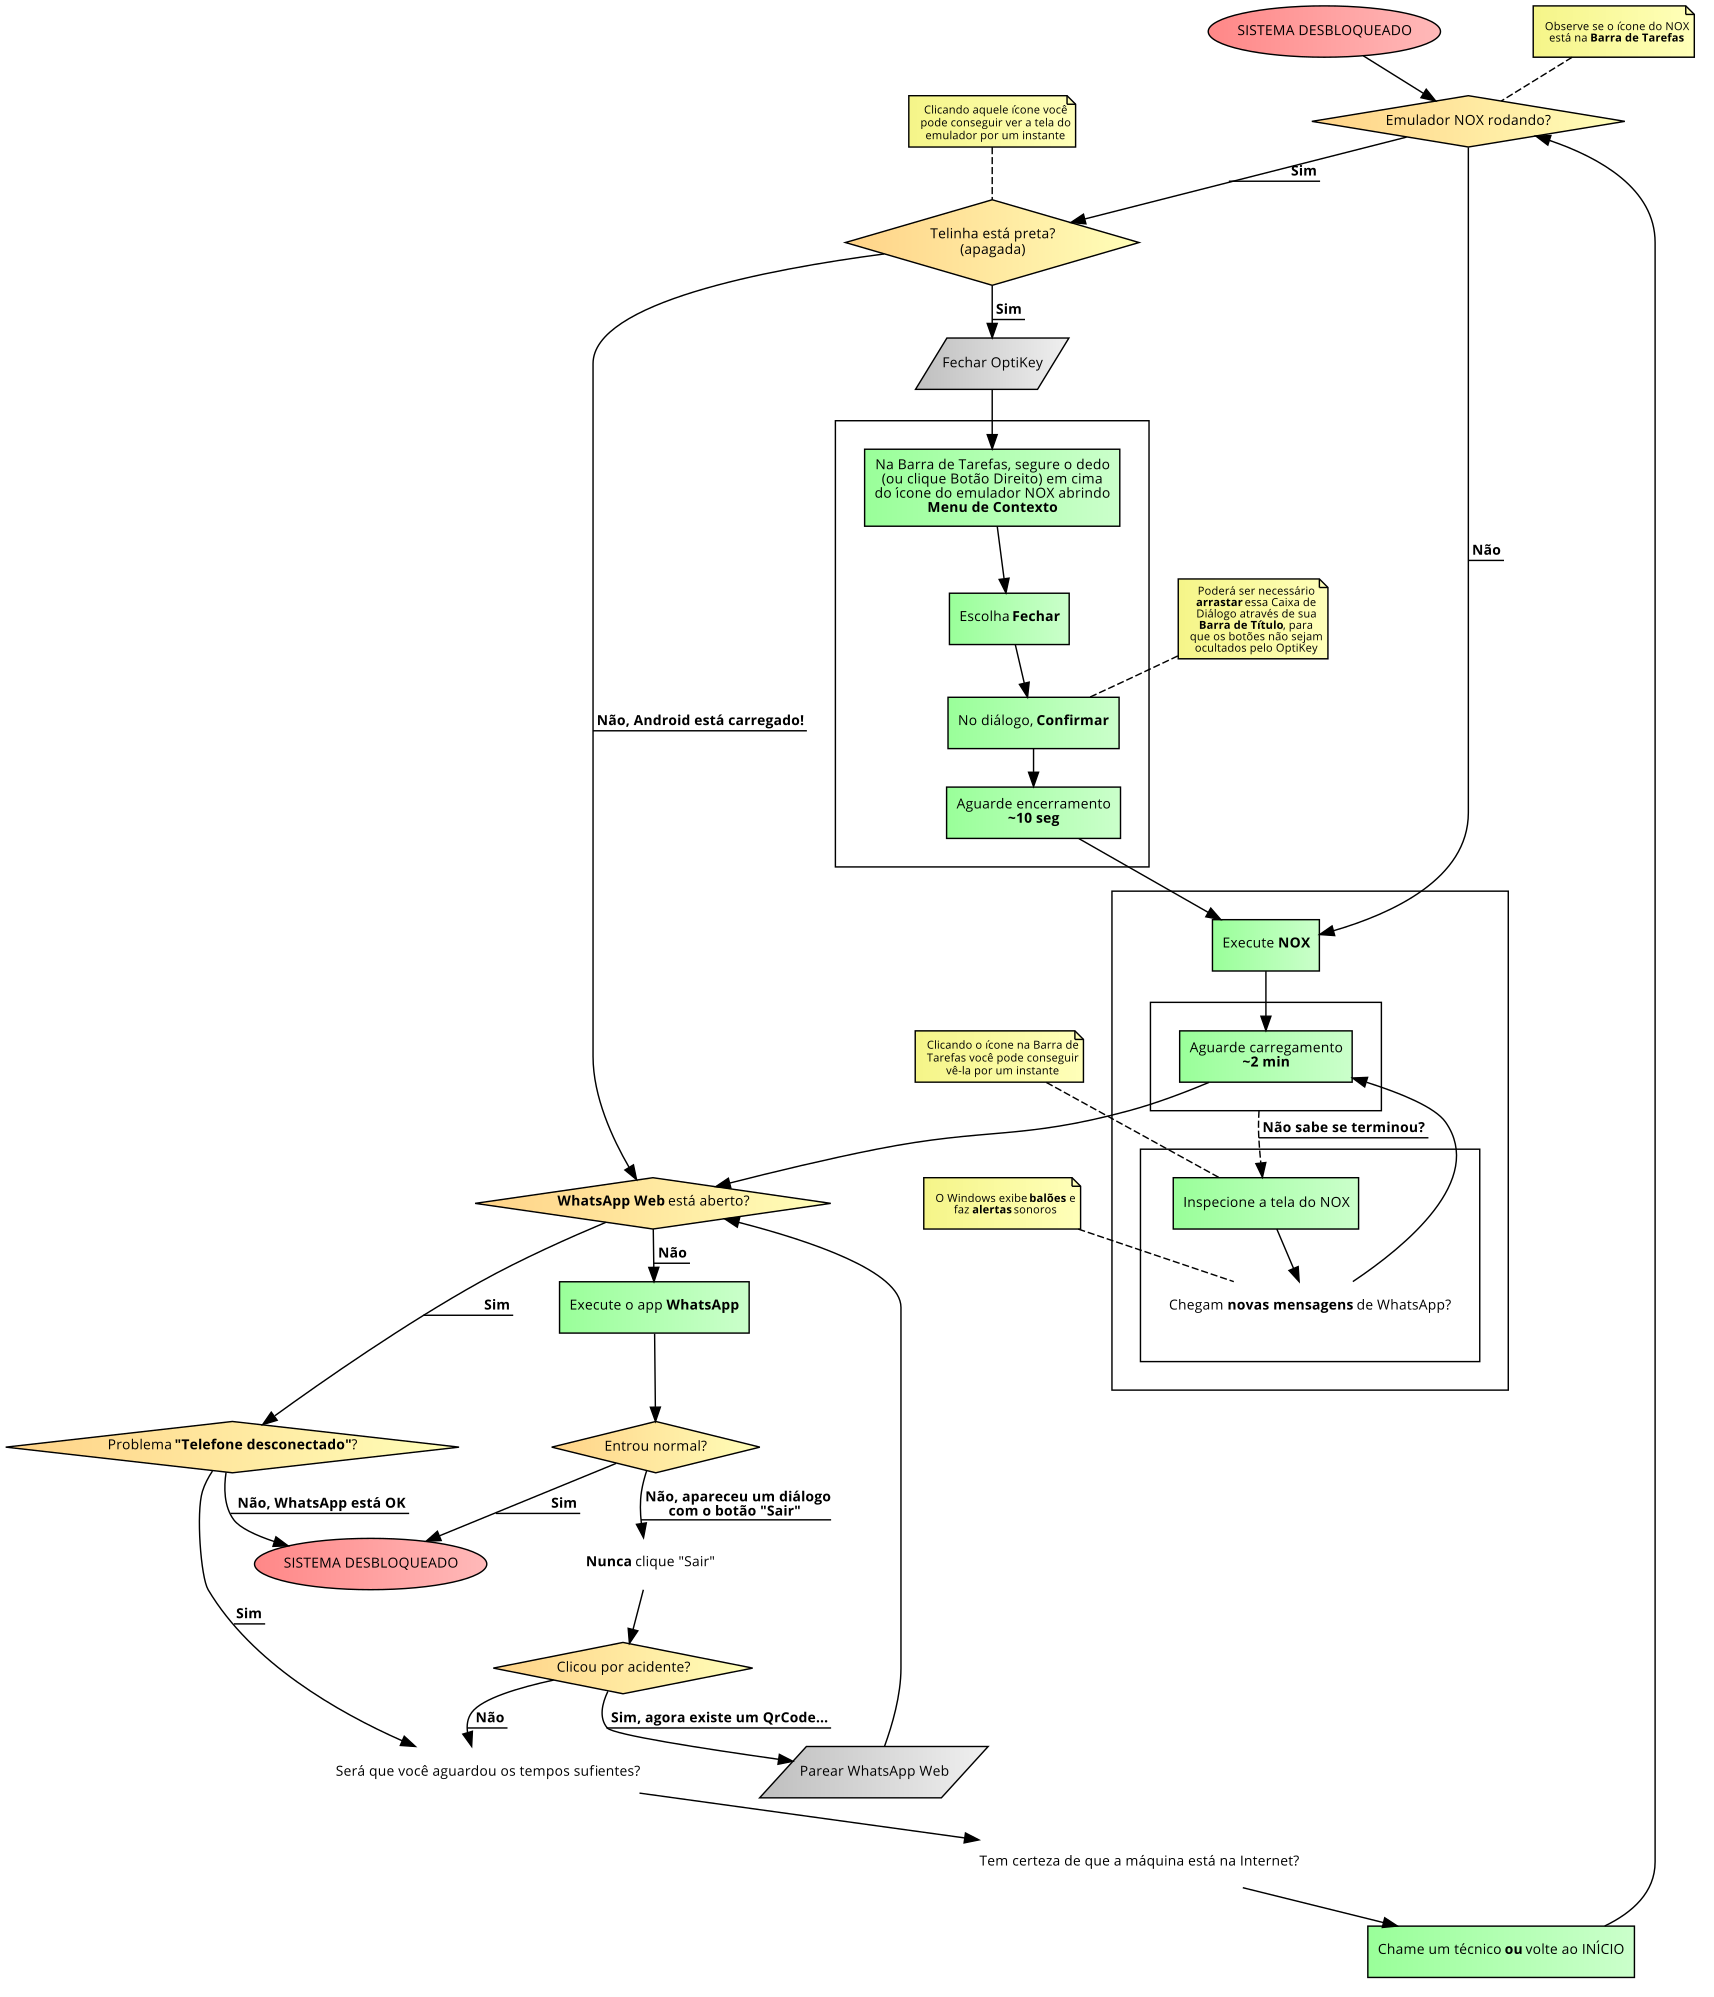 SISTEMA DESBLOQUEADO
Observe se o ícone do NOX
está na Barra de Tarefas
Clicando aquele ícone você
pode conseguir ver a tela do
emulador por um instante
Emulador NOX rodando?
Sim
Telinha está preta?
(apagada)
Sim
Fechar OptiKey
Na Barra de Tarefas, segure o dedo
(ou clique Botão Direito) em cima
do ícone do emulador NOX abrindo
Menu de Contexto
Não
Poderá ser necessário
arrastar essa Caixa de
Diálogo através de sua
Barra de Título, para
que os botões não sejam
ocultados pelo OptiKey
Escolha Fechar
No diálogo, Confirmar
Não, Android está carregado!
Aguarde encerramento
~10 seg
Execute NOX
Clicando o ícone na Barra de
Tarefas você pode conseguir
vê-la por um instante
Aguarde carregamento
~2 min
Não sabe se terminou?
WhatsApp Web está aberto?
O Windows exibe balões e
faz alertas sonoros
Inspecione a tela do NOX
Não
Sim
Execute o app WhatsApp
Chegam novas mensagens de WhatsApp?
Problema "Telefone desconectado"?
Entrou normal?
Não, WhatsApp está OK
Sim
Não, apareceu um diálogo
com o botão "Sair"
SISTEMA DESBLOQUEADO
Nunca clique "Sair"
Sim
Clicou por acidente?
Não
Sim, agora existe um QrCode...
Será que você aguardou os tempos sufientes?
Parear WhatsApp Web
Tem certeza de que a máquina está na Internet?
Chame um técnico ou volte ao INÍCIO